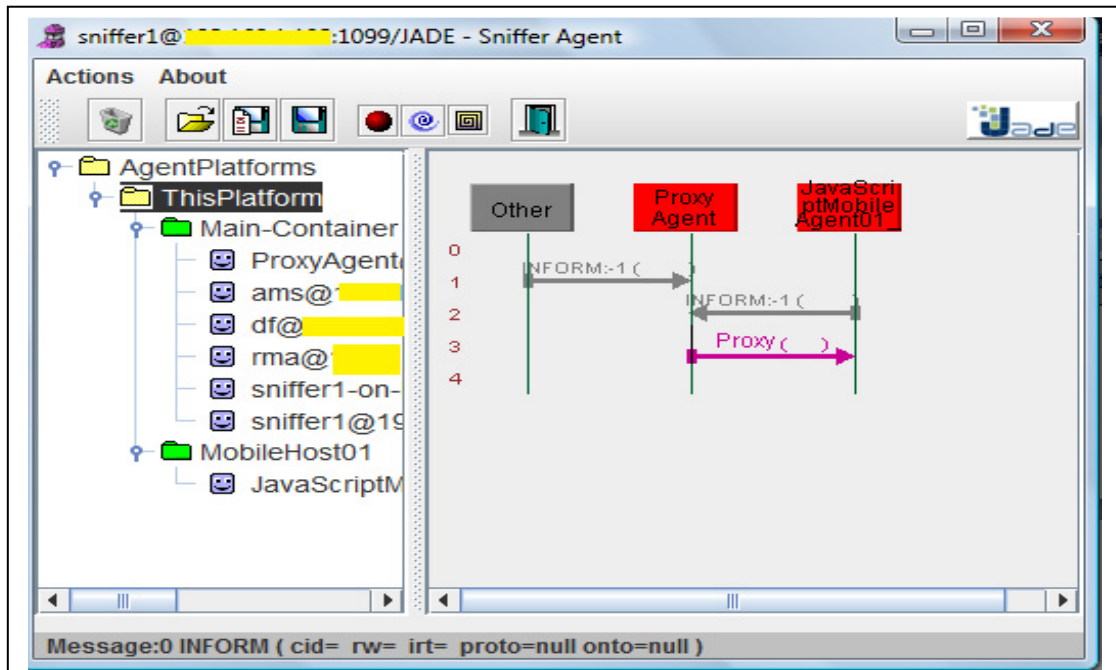 sniffer1@ :1099/JADE - Sniffer Agent
Actions About
Jade
AgentPlatforms
ThisPlatform
Main-Container
ProxyAgent(
ams@
df@
rma@
sniffer1-on-
sniffer1@19
MobileHost01
JavaScriptM
Other
Proxy
Agent
JavaScri
ptMobile
Agent01_
0
INFORM:-1 ( )
1
INFORM:-1 ( )
2
Proxy ( )
3
4
Message:0 INFORM ( cid= rw= irt= proto=null onto=null )